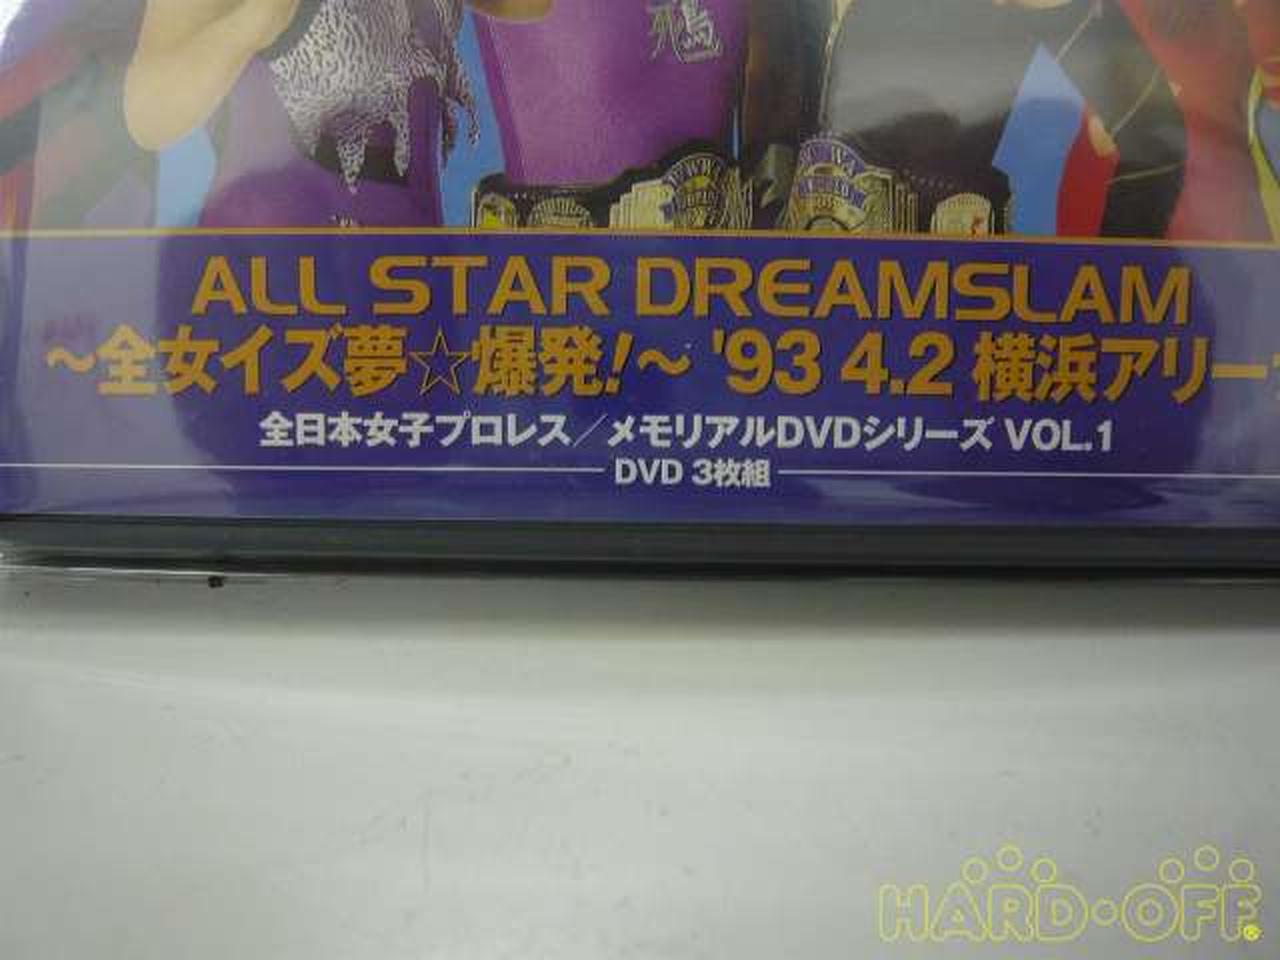 ALL STAR DREAMSLAM
～全女イズ夢☆爆発!～ '93 4.2 横浜アリー
全日本女子プロレス／メモリアルDVDシリーズ VOL.1
DVD 3枚組
HARD・OFF